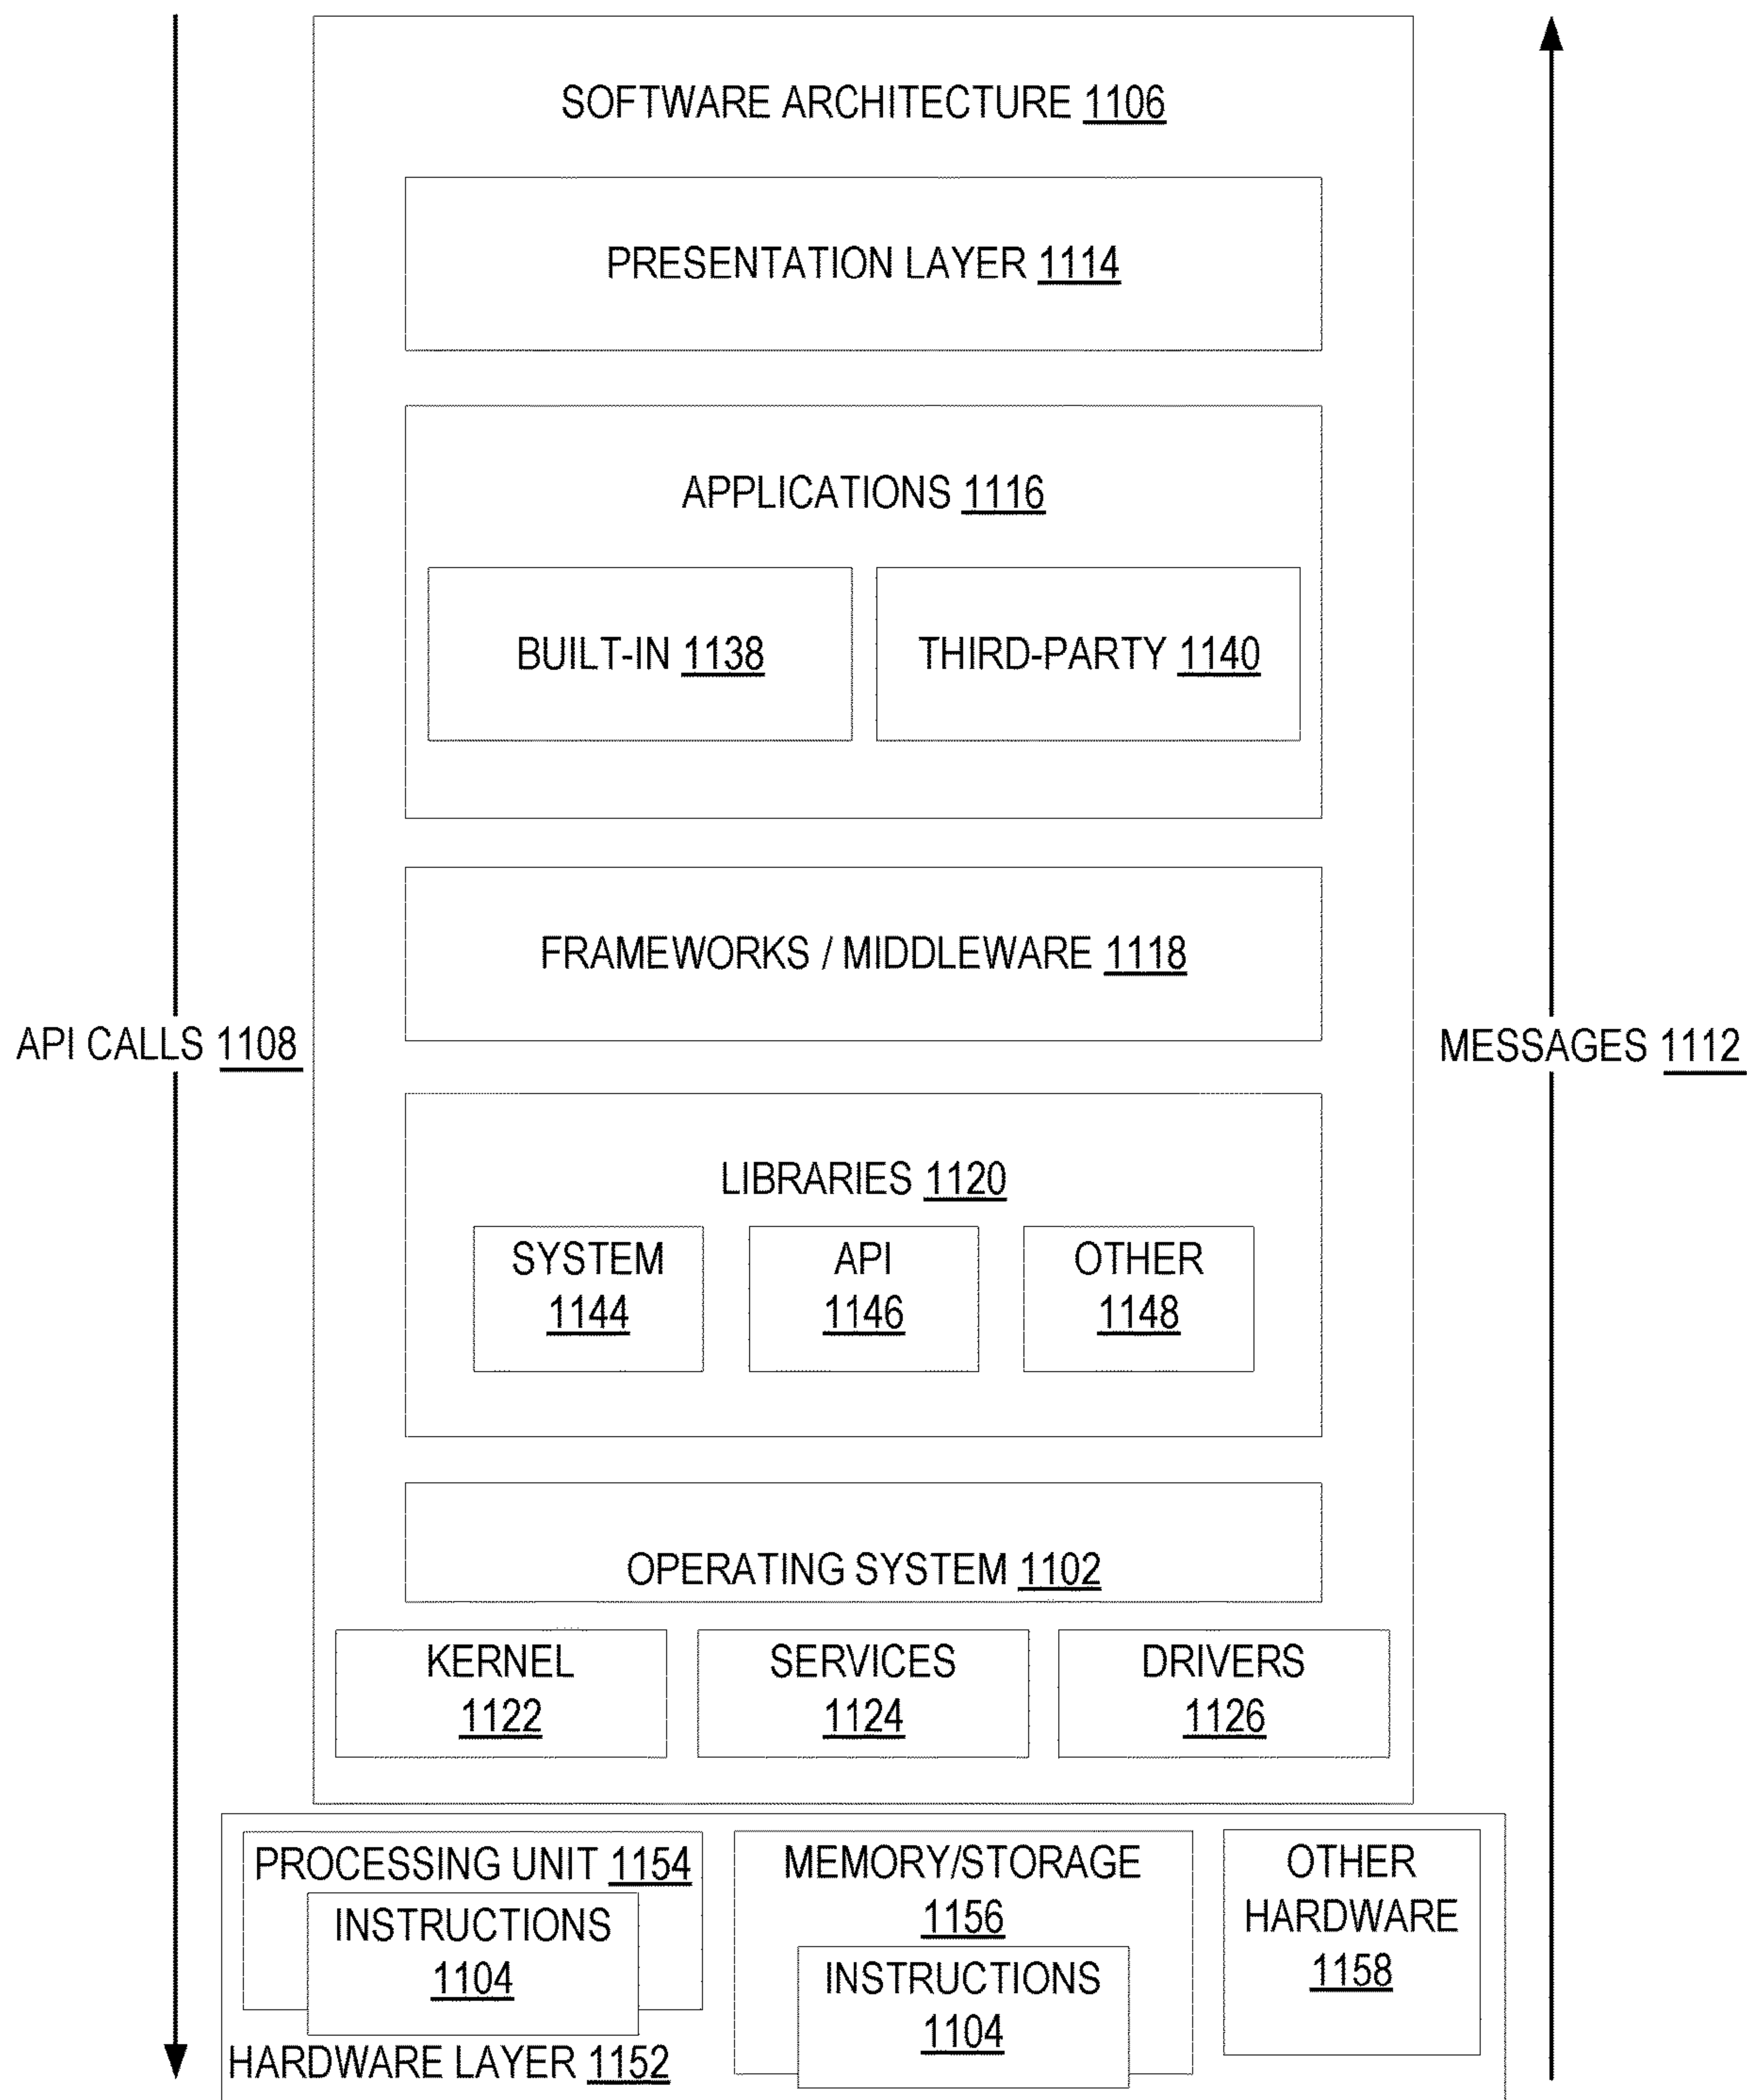 SOFTWARE ARCHITECTURE 1106
PRESENTATION LAYER 1114
APPLICATIONS 1116
BUILT-IN 1138
THIRD-PARTY 1140
FRAMEWORKS / MIDDLEWARE 1118
API CALLS 1108
MESSAGES 1112
LIBRARIES 1120
SYSTEM
1144
API
1146
OTHER
1148
OPERATING SYSTEM 1102
KERNEL
1122
SERVICES
1124
DRIVERS
1126
PROCESSING UNIT 1154
INSTRUCTIONS
1104
MEMORY/STORAGE
1156
INSTRUCTIONS
1104
OTHER
HARDWARE
1158
HARDWARE LAYER 1152